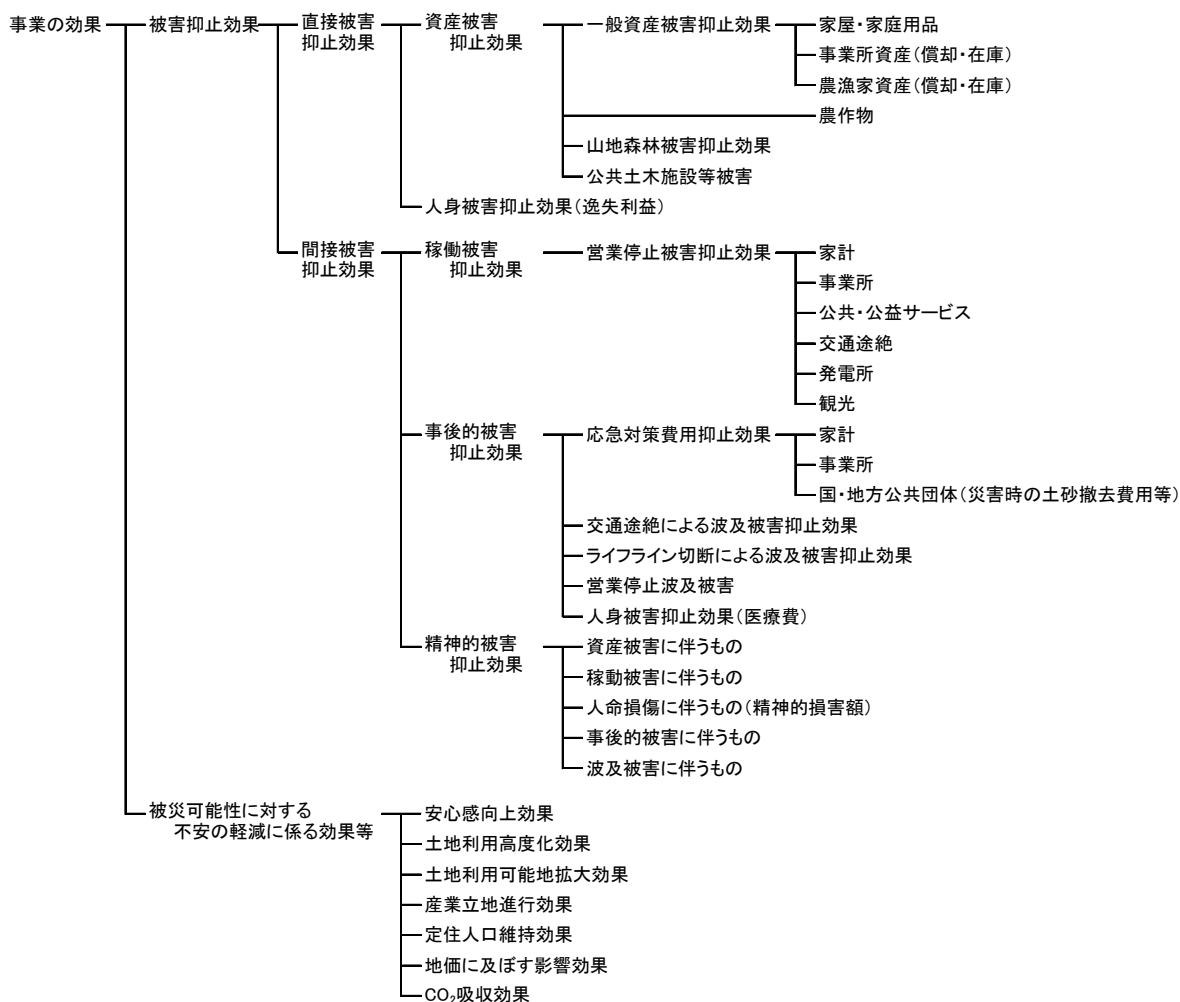 事業の効果
被害抑止効果
直接被害
抑止効果
資産被害
抑止効果
一般資産被害抑止効果
家屋・家庭用品
事業所資産(償却・在庫)
農漁家資産(償却・在庫)
農作物
山地森林被害抑止効果
公共土木施設等被害
人身被害抑止効果(逸失利益)
間接被害
抑止効果
稼働被害
抑止効果
営業停止被害抑止効果
家計
事業所
公共・公益サービス
交通途絶
発電所
観光
事後的被害
抑止効果
応急対策費用抑止効果
家計
事業所
国・地方公共団体(災害時の土砂撤去費用等)
交通途絶による波及被害抑止効果
ライフライン切断による波及被害抑止効果
営業停止波及被害
人身被害抑止効果(医療費)
精神的被害
抑止効果
資産被害に伴うもの
稼動被害に伴うもの
人命損傷に伴うもの(精神的損害額)
事後的被害に伴うもの
波及被害に伴うもの
被災可能性に対する
不安の軽減に係る効果等
安心感向上効果
土地利用高度化効果
土地利用可能地拡大効果
産業立地進行効果
定住人口維持効果
地価に及ぼす影響効果
CO₂吸収効果